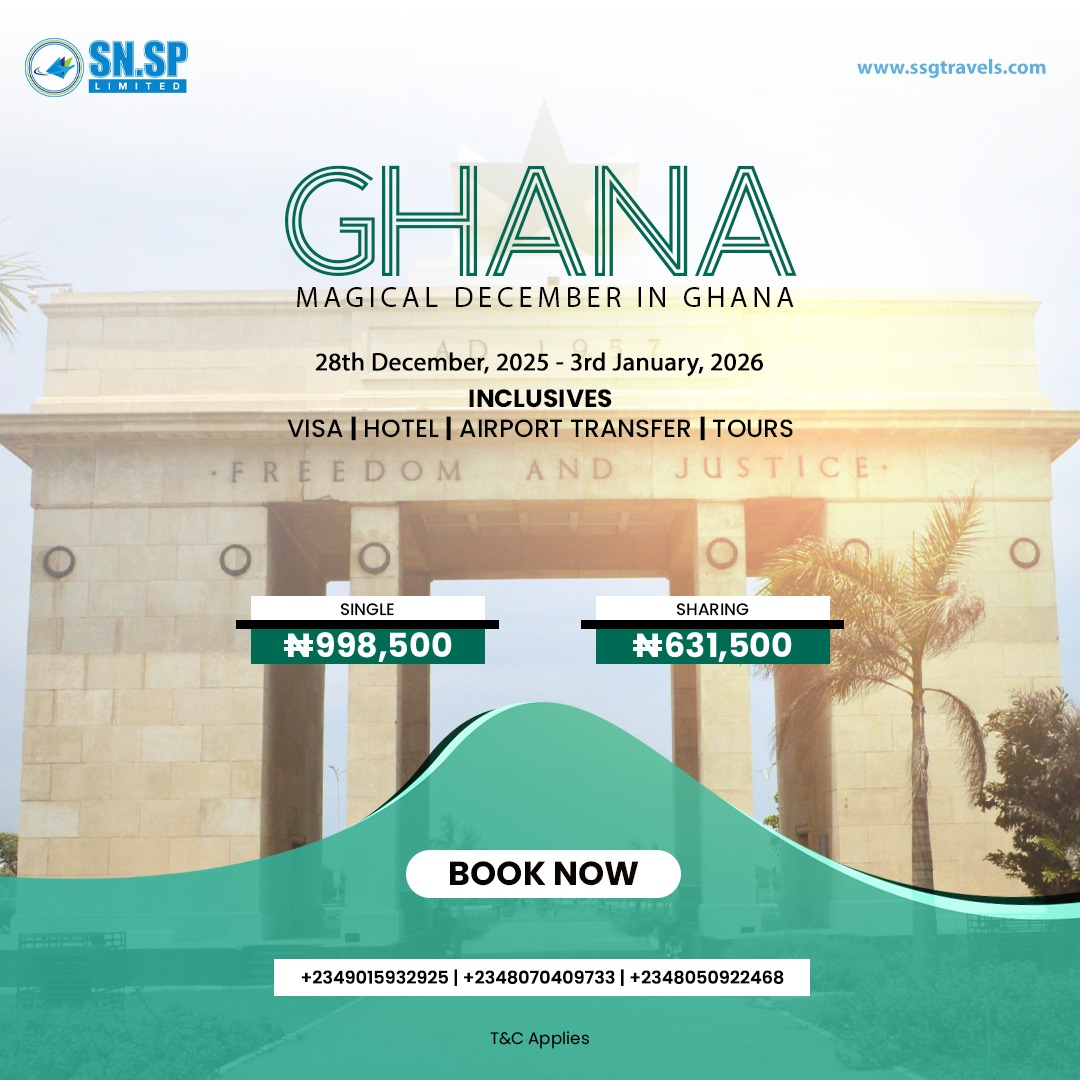 SN.SP
LIMITED
www.ssgtravels.com
GHANA
MAGICAL DECEMBER IN GHANA
AD 1957
28th December, 2025 - 3rd January, 2026
INCLUSIVES
VISA | HOTEL | AIRPORT TRANSFER | TOURS
· FREEDOM AND JUSTICE ·
SINGLE
₦998,500
SHARING
₦631,500
BOOK NOW
+2349015932925 | +2348070409733 | +2348050922468
T&C Applies